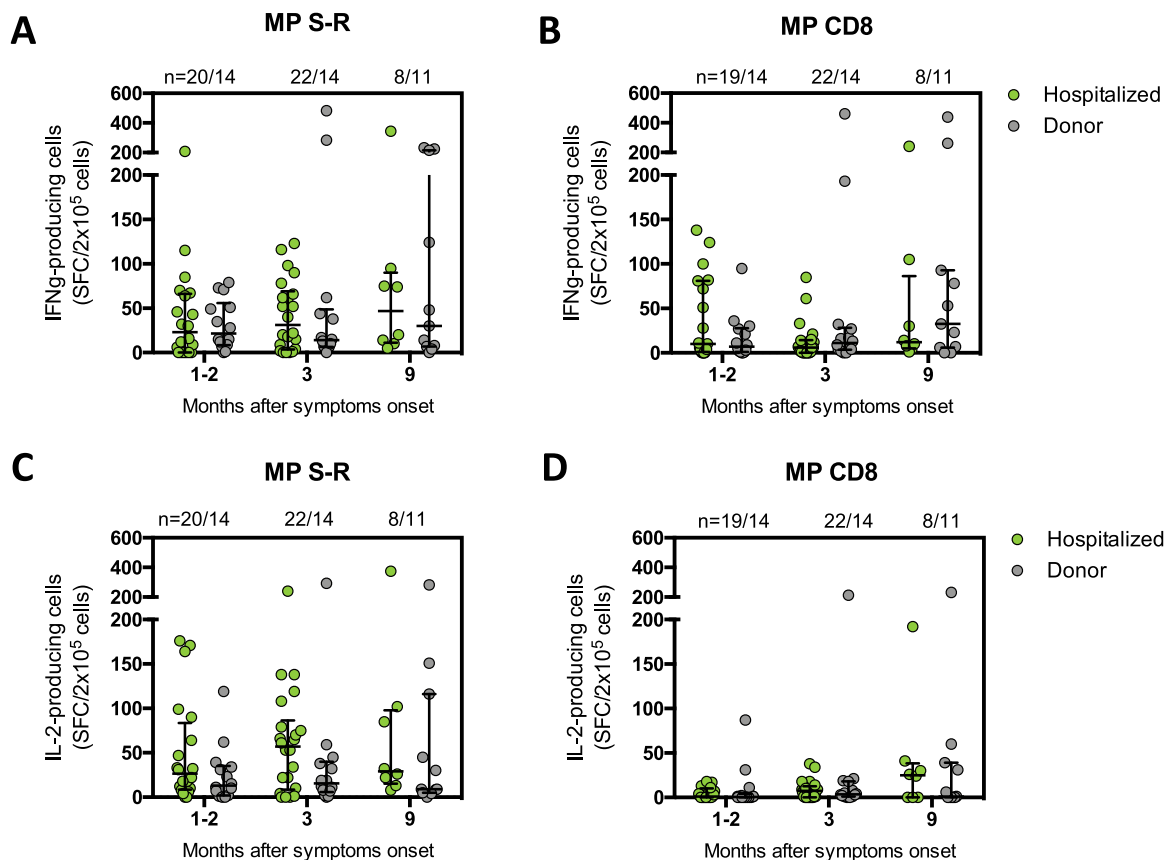 A
MP S-R
n=20/14 22/14 8/11
600
400
200
200
150
100
50
0
IFNg-producing cells
(SFC/2x10⁵ cells)
1-2 3 9
Months after symptoms onset
B
MP CD8
n=19/14 22/14 8/11
600
400
200
200
150
100
50
0
IFNg-producing cells
(SFC/2x10⁵ cells)
1-2 3 9
Months after symptoms onset
Hospitalized
Donor
C
MP S-R
n=20/14 22/14 8/11
600
400
200
200
150
100
50
0
IL-2-producing cells
(SFC/2x10⁵ cells)
1-2 3 9
Months after symptoms onset
D
MP CD8
n=19/14 22/14 8/11
600
400
200
200
150
100
50
0
IL-2-producing cells
(SFC/2x10⁵ cells)
1-2 3 9
Months after symptoms onset
Hospitalized
Donor